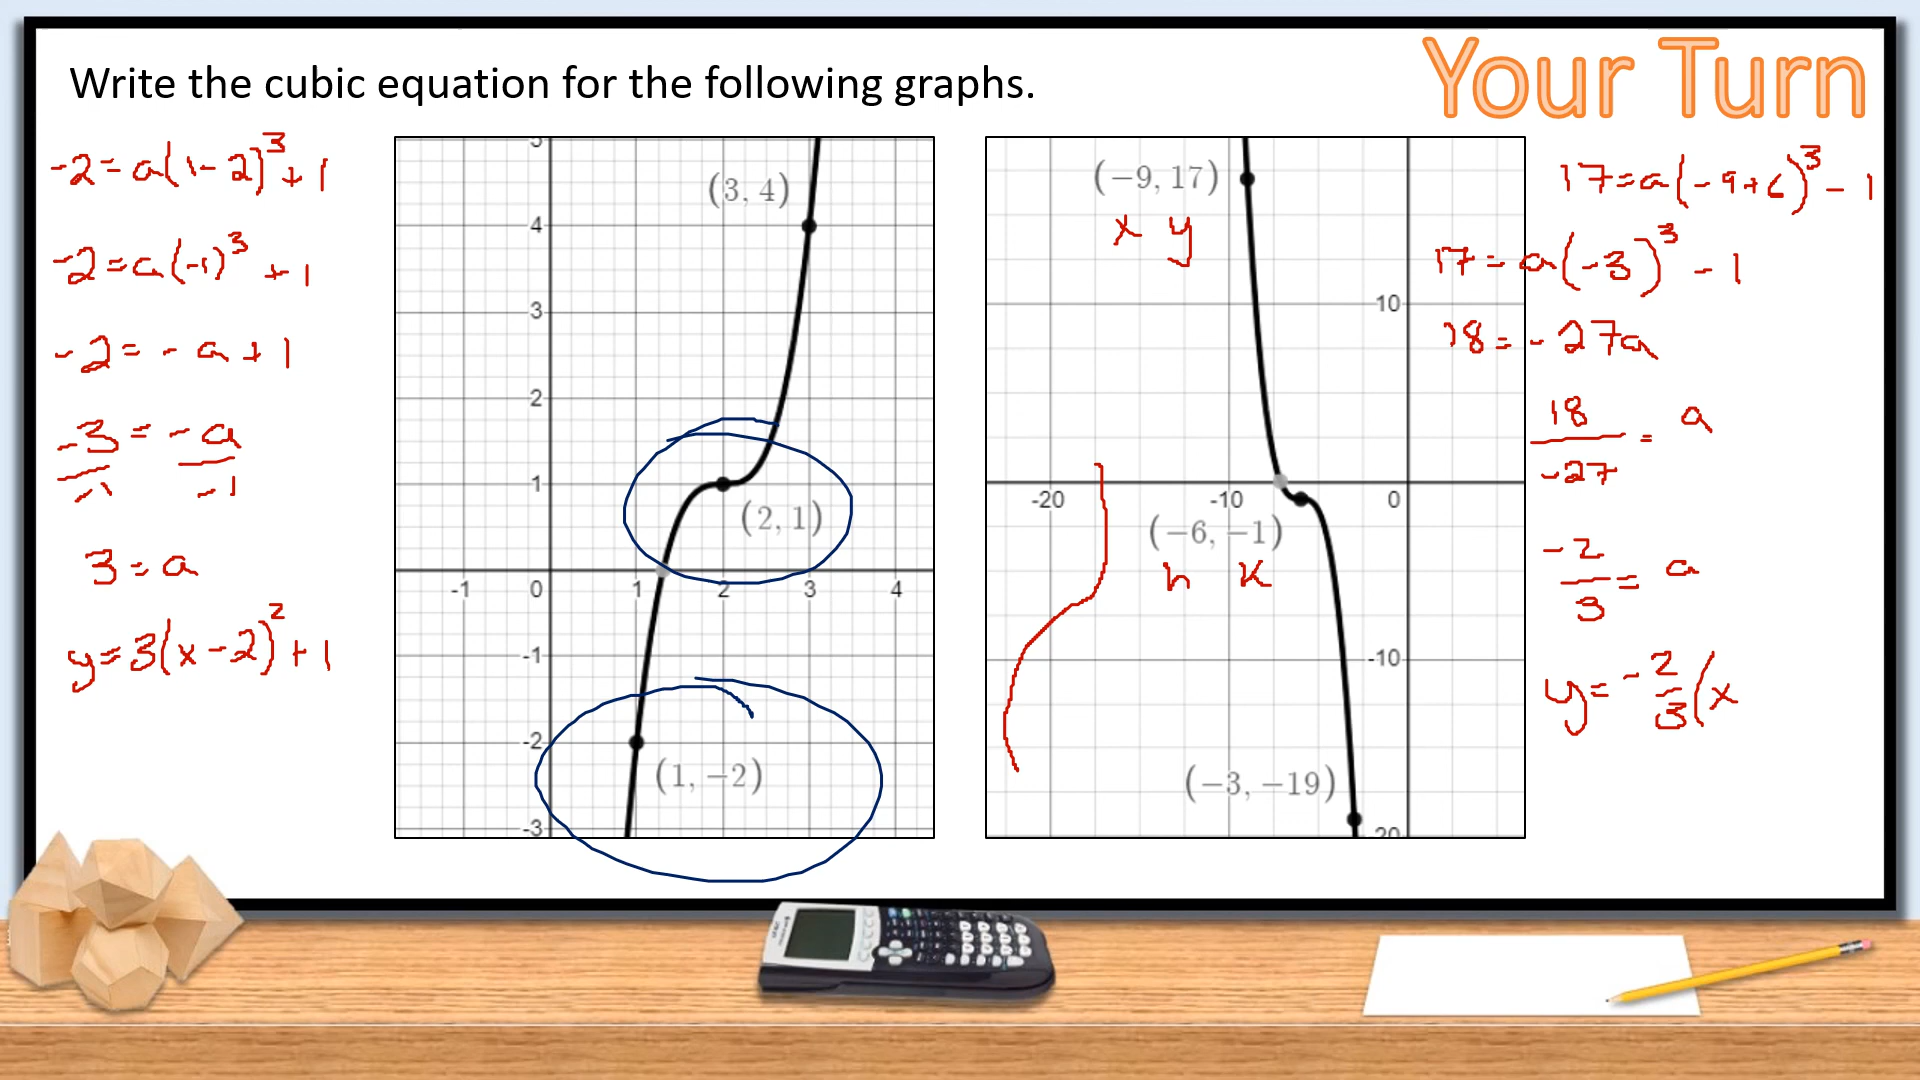 Write the cubic equation for the following graphs.
Your Turn
-2=a(1-2)^3+1
-2=a(-1)^3+1
-2=-a+1
-3=-a
-1 -1
3=a
y=3(x-2)^2+1
5
(3, 4)
4
3
2
1
(2, 1)
-1 0 1 2 3 4
-1
-2
(1, −2)
-3
(−9, 17)
x y
10
-20 -10 0
(−6, −1)
h k
-10
(−3, −19)
-20
17=a(-9+6)^3-1
17=a(-3)^3-1
18=-27a
18/-27=a
-2/3=a
y=-2/3(x